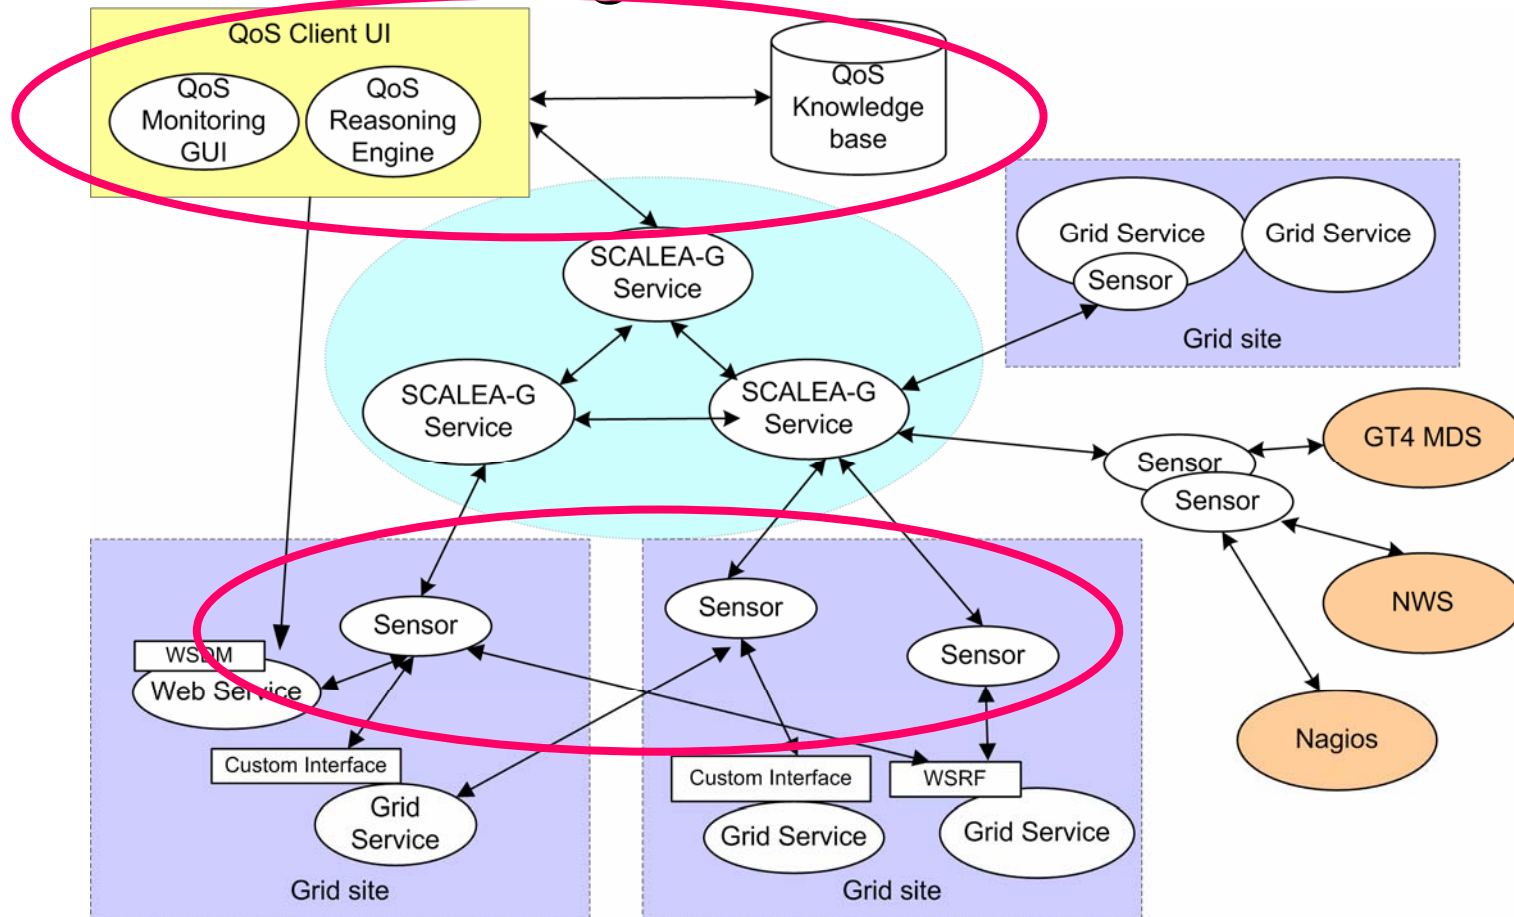 QoS Client UI
QoS
Monitoring
GUI
QoS
Reasoning
Engine
QoS
Knowledge
base
SCALEA-G
Service
Grid Service
Grid Service
Sensor
Grid site
SCALEA-G
Service
SCALEA-G
Service
GT4 MDS
Sensor
Sensor
NWS
Nagios
Sensor
Sensor
Sensor
WSDM
Web Service
Custom Interface
Grid
Service
Grid site
Custom Interface
WSRF
Grid Service
Grid Service
Grid site